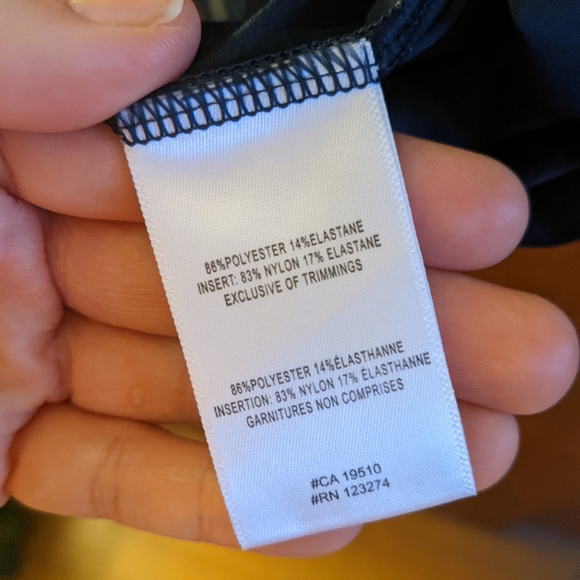 86%POLYESTER 14%ELASTANE
INSERT: 83% NYLON 17% ELASTANE
EXCLUSIVE OF TRIMMINGS
86%POLYESTER 14%ÉLASTHANNE
INSERTION: 83% NYLON 17% ÉLASTHANNE
GARNITURES NON COMPRISES
#CA 19510
#RN 123274